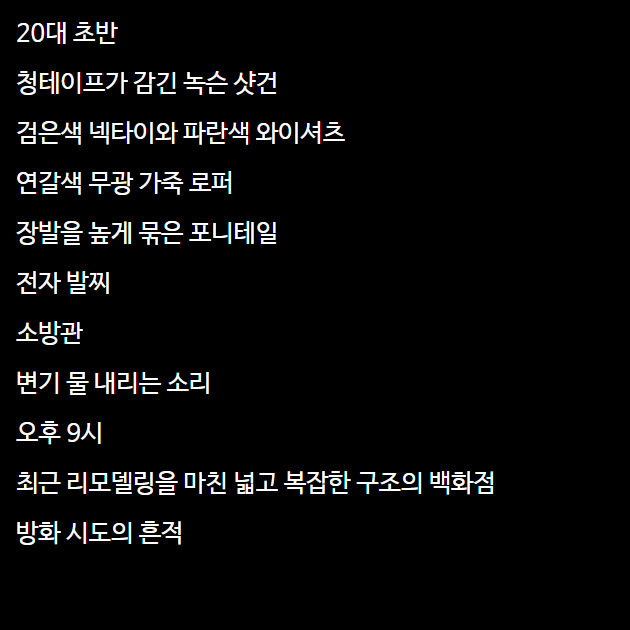 20대 초반
청테이프가 감긴 녹슨 샷건
검은색 넥타이와 파란색 와이셔츠
연갈색 무광 가죽 로퍼
장발을 높게 묶은 포니테일
전자 발찌
소방관
변기 물 내리는 소리
오후 9시
최근 리모델링을 마친 넓고 복잡한 구조의 백화점
방화 시도의 흔적